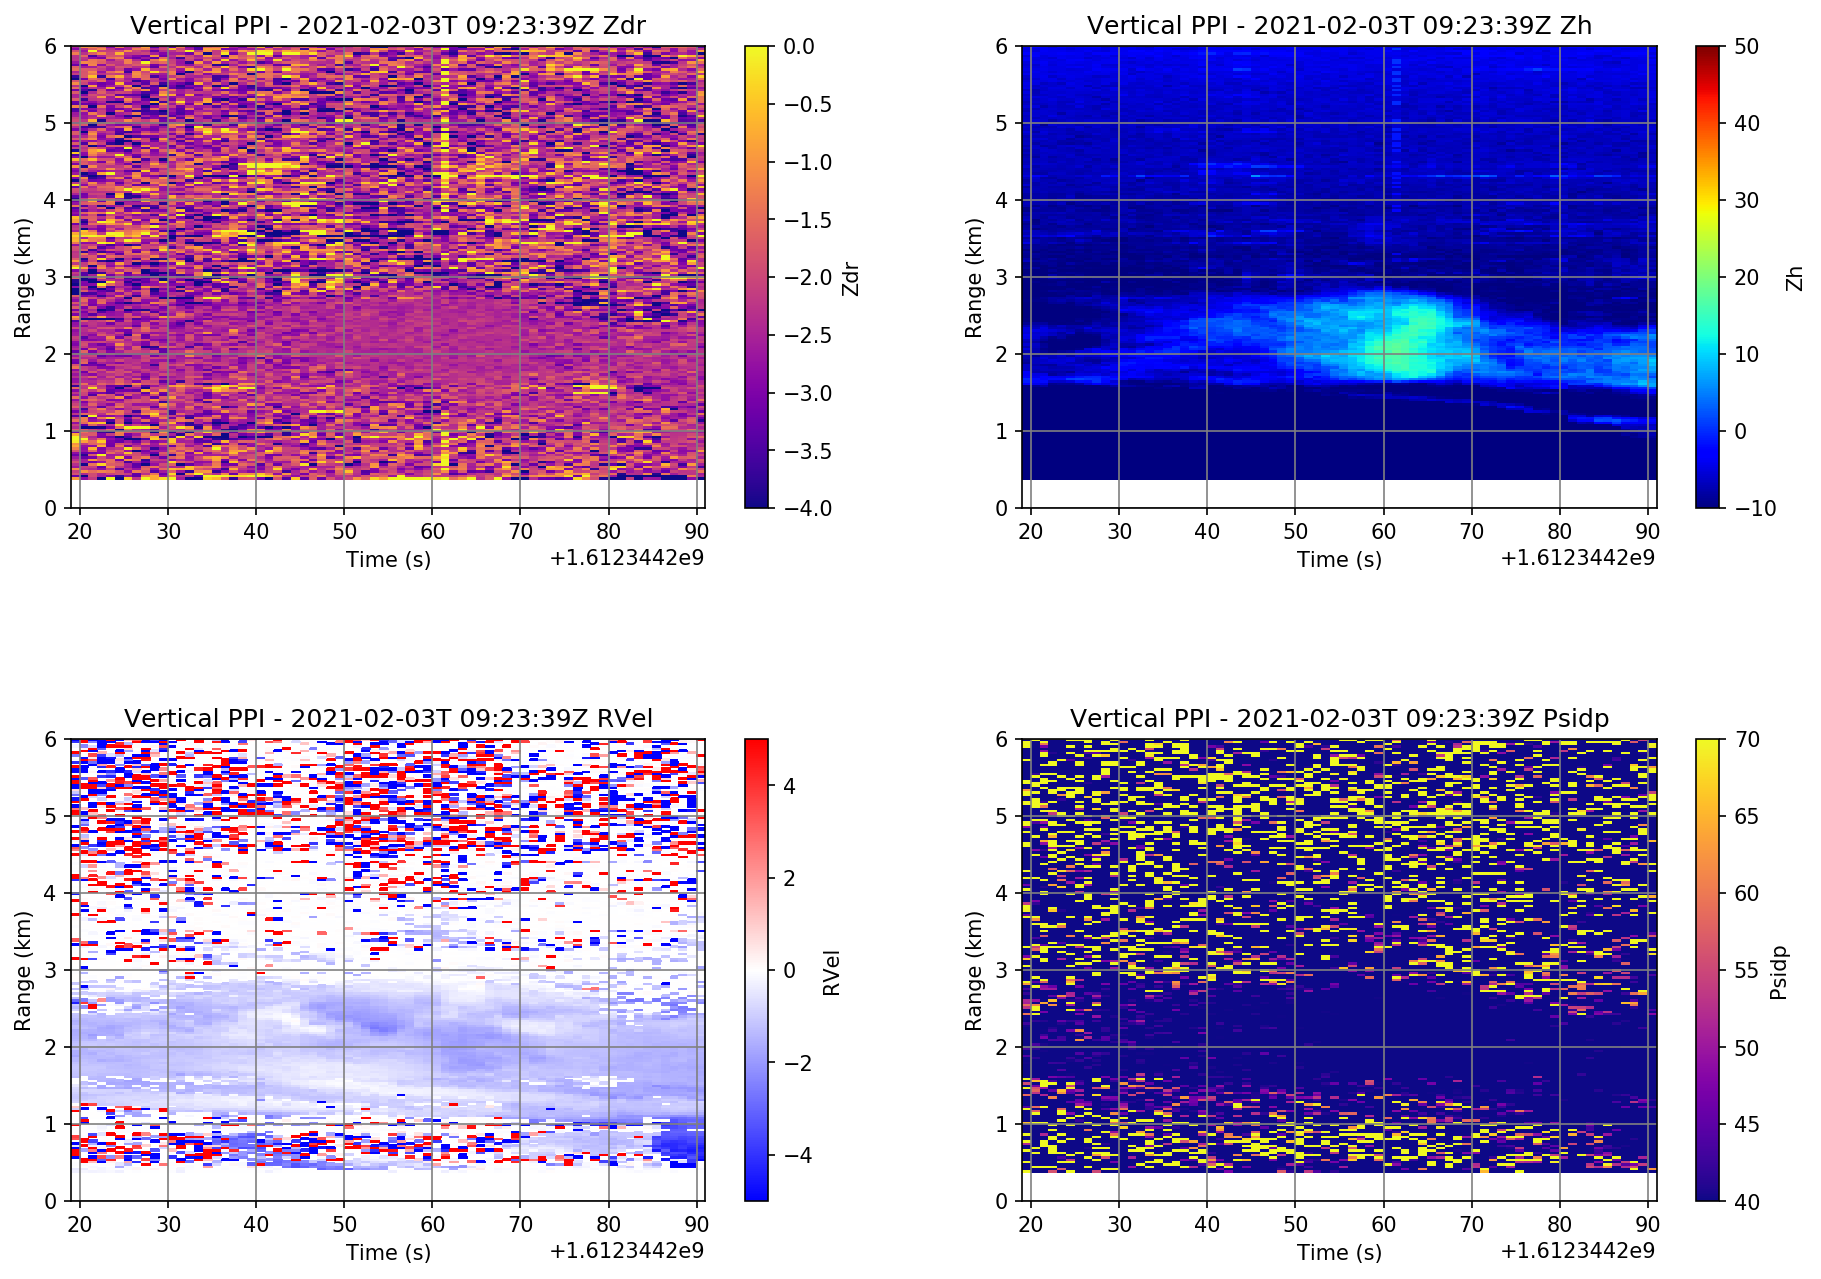 Vertical PPI - 2021-02-03T 09:23:39Z Zdr
6
5
4
3
2
1
0
Range (km)
20 30 40 50 60 70 80 90
Time (s)
+1.6123442e9
0.0
−0.5
−1.0
−1.5
−2.0
−2.5
−3.0
−3.5
−4.0
Zdr
Vertical PPI - 2021-02-03T 09:23:39Z Zh
6
5
4
3
2
1
0
Range (km)
20 30 40 50 60 70 80 90
Time (s)
+1.6123442e9
50
40
30
20
10
0
−10
Zh
Vertical PPI - 2021-02-03T 09:23:39Z RVel
6
5
4
3
2
1
0
Range (km)
20 30 40 50 60 70 80 90
Time (s)
+1.6123442e9
4
2
0
−2
−4
RVel
Vertical PPI - 2021-02-03T 09:23:39Z Psidp
6
5
4
3
2
1
0
Range (km)
20 30 40 50 60 70 80 90
Time (s)
+1.6123442e9
70
65
60
55
50
45
40
Psidp